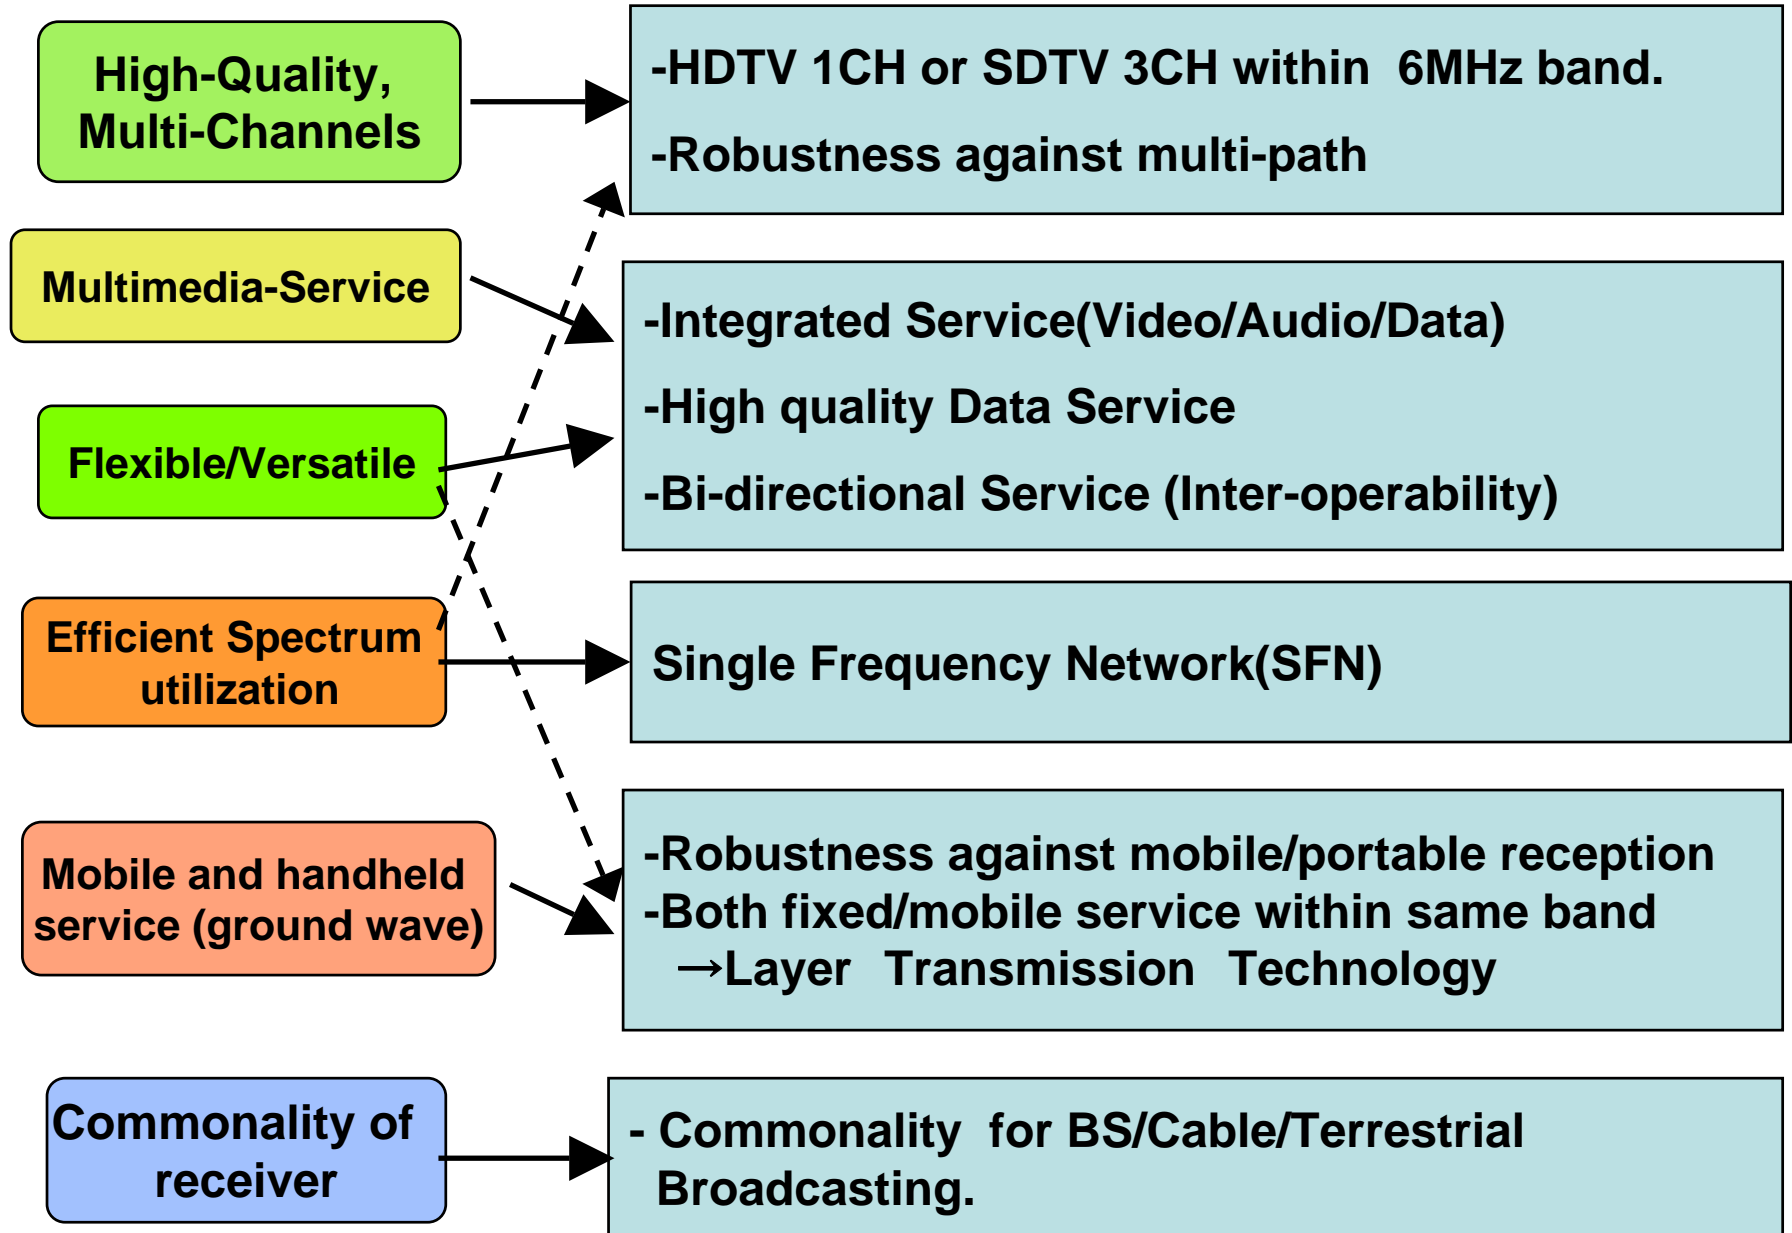 High-Quality,
Multi-Channels
-HDTV 1CH or SDTV 3CH within 6MHz band.
-Robustness against multi-path
Multimedia-Service
-Integrated Service(Video/Audio/Data)
-High quality Data Service
-Bi-directional Service (Inter-operability)
Flexible/Versatile
Efficient Spectrum
utilization
Single Frequency Network(SFN)
Mobile and handheld
service (ground wave)
-Robustness against mobile/portable reception
-Both fixed/mobile service within same band
→Layer Transmission Technology
Commonality of
receiver
- Commonality for BS/Cable/Terrestrial
Broadcasting.